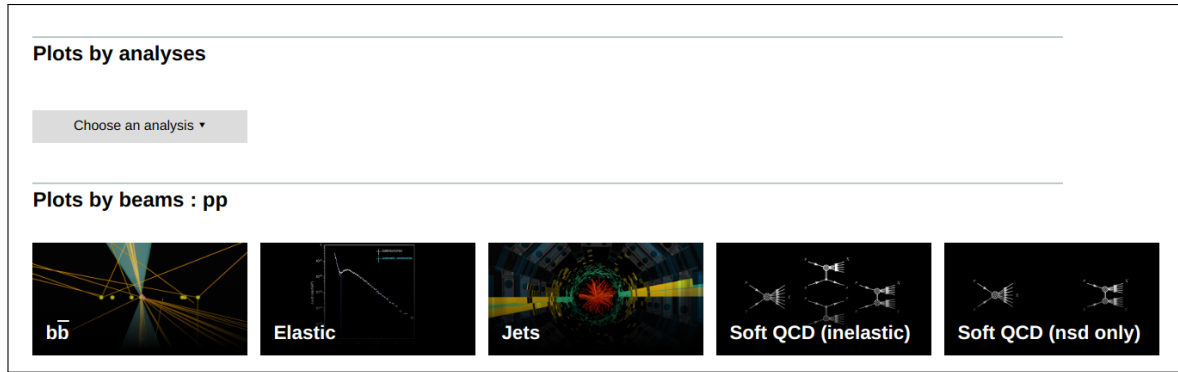 Plots by analyses
Choose an analysis ▾
Plots by beams : pp
bb̅
Elastic
Jets
Soft QCD (inelastic)
Soft QCD (nsd only)